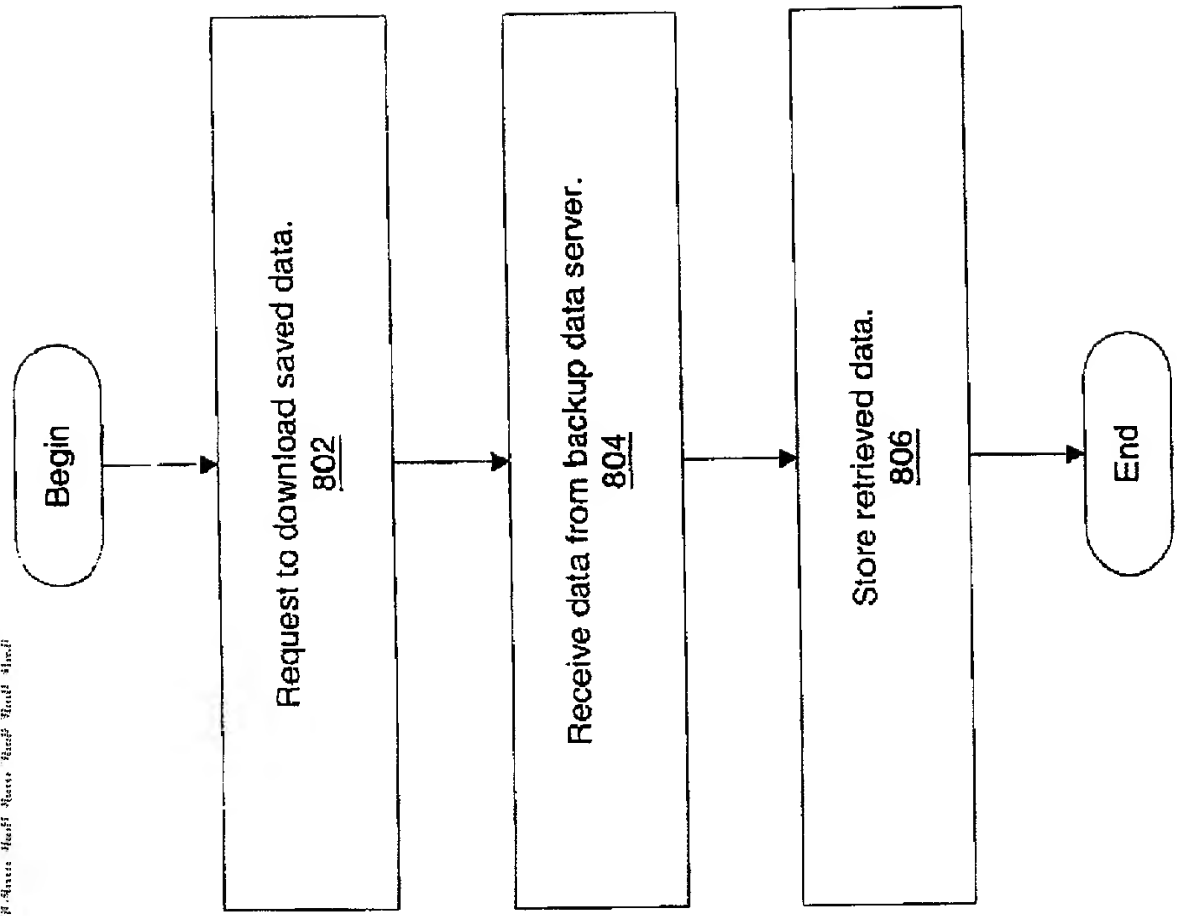 Begin
Request to download saved data.
802
Receive data from backup data server.
804
Store retrieved data.
806
End